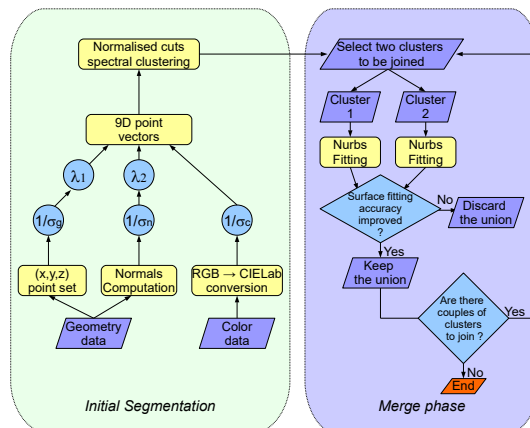 Normalised cuts
spectral clustering
9D point
vectors
λ1
λ2
1/σg
1/σn
1/σc
(x,y,z)
point set
Normals
Computation
RGB → CIELab
conversion
Geometry
data
Color
data
Initial Segmentation
Select two clusters
to be joined
Cluster
1
Cluster
2
Nurbs
Fitting
Nurbs
Fitting
Surface fitting
accuracy
improved
?
No
Discard
the union
Yes
Keep
the union
Are there
couples of
clusters
to join ?
Yes
No
End
Merge phase